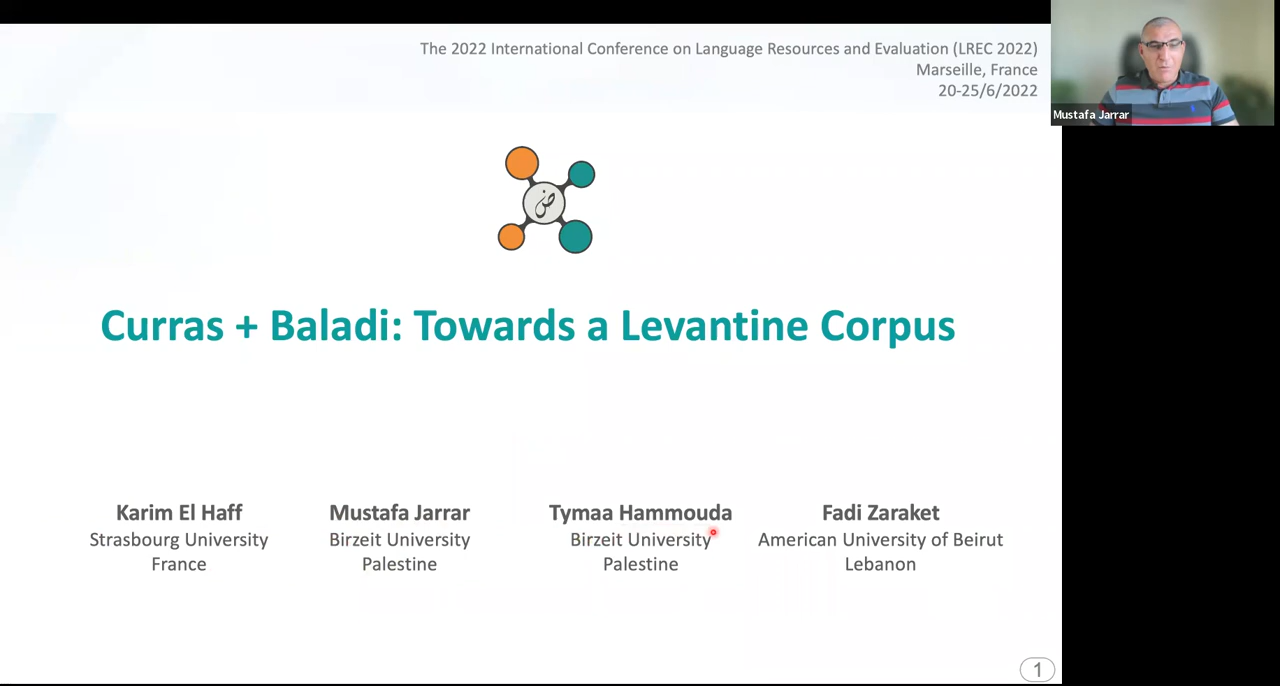 The 2022 International Conference on Language Resources and Evaluation (LREC 2022)
Marseille, France
20-25/6/2022
Mustafa Jarrar
ض
Curras + Baladi: Towards a Levantine Corpus
Karim El Haff
Strasbourg University
France
Mustafa Jarrar
Birzeit University
Palestine
Tymaa Hammouda
Birzeit University
Palestine
Fadi Zaraket
American University of Beirut
Lebanon
1